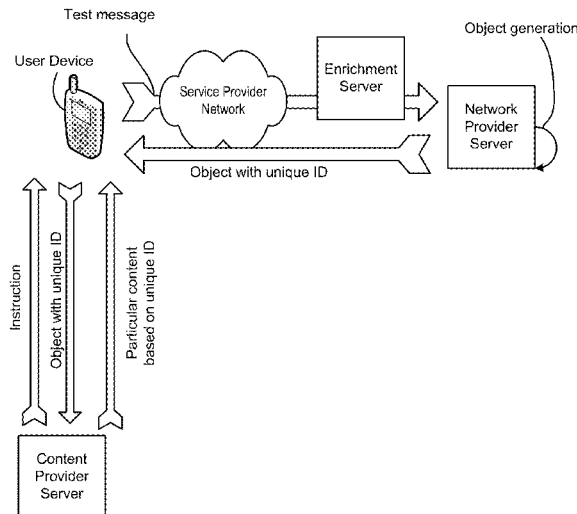 Test message
Object generation
User Device
Service Provider
Network
Enrichment
Server
Network
Provider
Server
Object with unique ID
Instruction
Object with unique ID
Particular content
based on unique ID
Content
Provider
Server